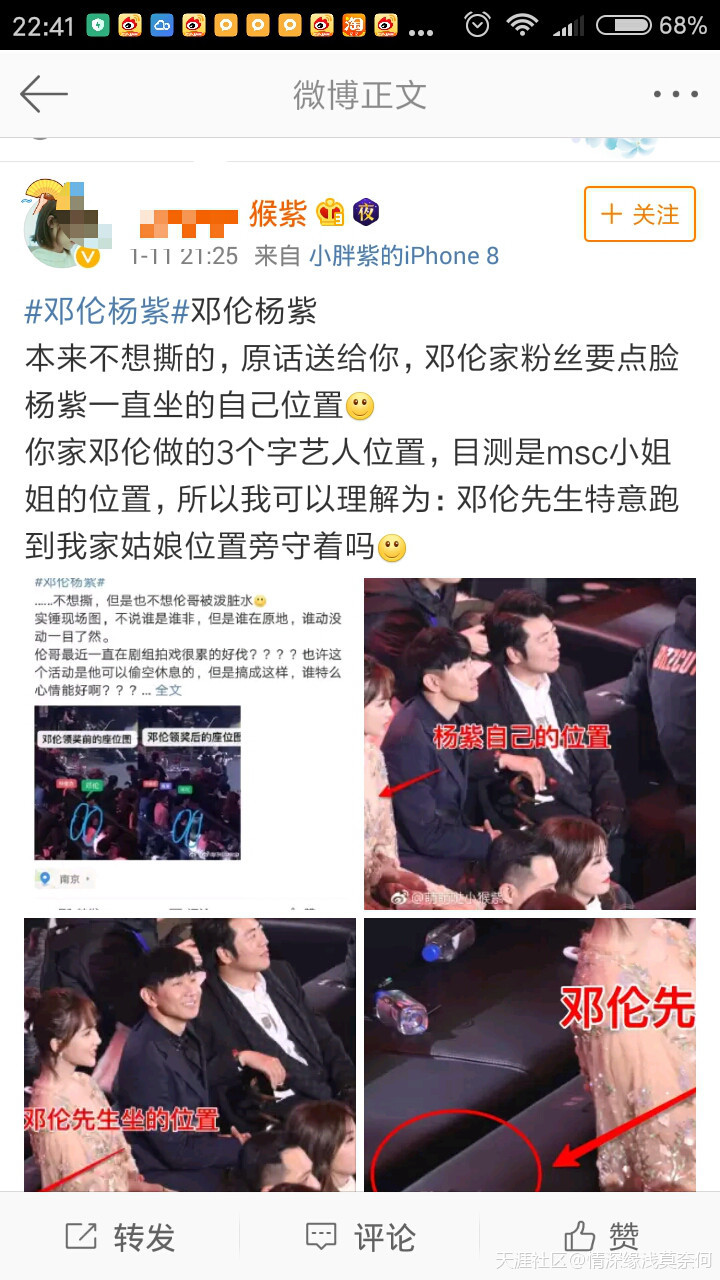 22:41
淘
68%
微博正文
猴紫
夜
+ 关注
1-11 21:25 来自 小胖紫的iPhone 8
#邓伦杨紫#邓伦杨紫
本来不想撕的，原话送给你，邓伦家粉丝要点脸
杨紫一直坐的自己位置
你家邓伦做的3个字艺人位置，目测是msc小姐
姐的位置，所以我可以理解为：邓伦先生特意跑
到我家姑娘位置旁守着吗
#邓伦杨紫#
......不想撕，但是也不想伦哥被泼脏水
实锤现场图，不说谁是谁非，但是谁在原地，谁动没
动一目了然。
伦哥最近一直在剧组拍戏很累的好伐？？？？也许这
个活动是他可以偷空休息的，但是搞成这样，谁特么
心情能好啊？？？... 全文
邓伦领奖前的座位图
邓伦领奖后的座位图
邓伦
南京
杨紫自己的位置
@萌萌哒小猴紫
邓伦先生坐的位置
邓伦先
转发
评论
赞
天涯社区@情深缘浅莫奈何